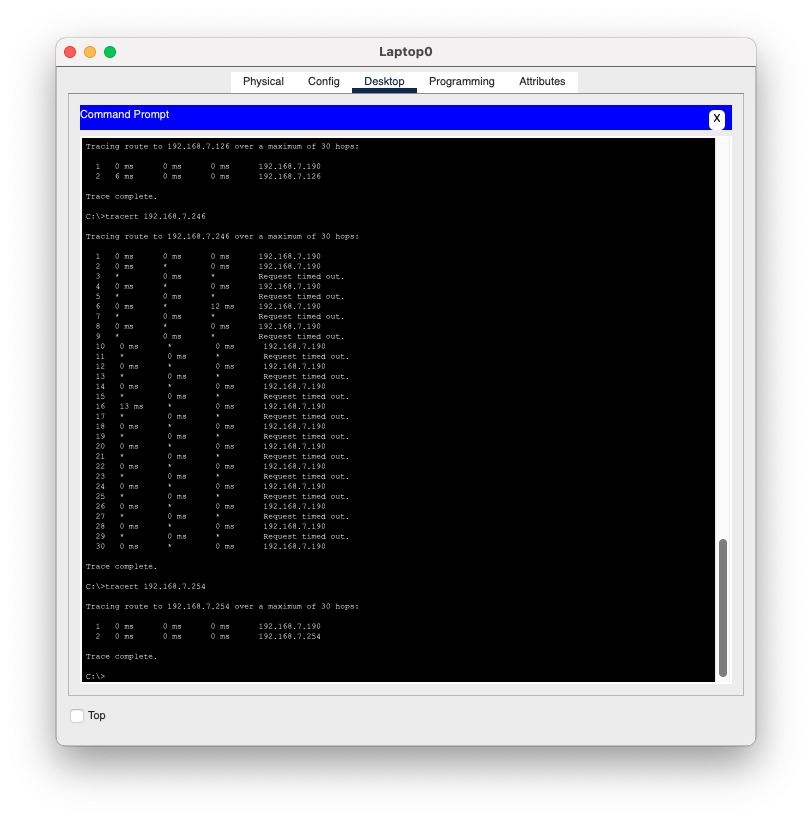 Laptop0
Physical Config Desktop Programming Attributes
Command Prompt
X
Tracing route to 192.168.7.126 over a maximum of 30 hops:
1 0 ms 0 ms 0 ms 192.168.7.190
2 6 ms 0 ms 0 ms 192.168.7.126
Trace complete.
C:\>tracert 192.168.7.246
Tracing route to 192.168.7.246 over a maximum of 30 hops:
1 0 ms 0 ms 0 ms 192.168.7.190
2 0 ms * 0 ms 192.168.7.190
3 * 0 ms * Request timed out.
4 0 ms * 0 ms 192.168.7.190
5 * 0 ms * Request timed out.
6 0 ms * 12 ms 192.168.7.190
7 * 0 ms * Request timed out.
8 0 ms * 0 ms 192.168.7.190
9 * 0 ms * Request timed out.
10 0 ms * 0 ms 192.168.7.190
11 * 0 ms * Request timed out.
12 0 ms * 0 ms 192.168.7.190
13 * 0 ms * Request timed out.
14 0 ms * 0 ms 192.168.7.190
15 * 0 ms * Request timed out.
16 13 ms * 0 ms 192.168.7.190
17 * 0 ms * Request timed out.
18 0 ms * 0 ms 192.168.7.190
19 * 0 ms * Request timed out.
20 0 ms * 0 ms 192.168.7.190
21 * 0 ms * Request timed out.
22 0 ms * 0 ms 192.168.7.190
23 * 0 ms * Request timed out.
24 0 ms * 0 ms 192.168.7.190
25 * 0 ms * Request timed out.
26 0 ms * 0 ms 192.168.7.190
27 * 0 ms * Request timed out.
28 0 ms * 0 ms 192.168.7.190
29 * 0 ms * Request timed out.
30 0 ms * 0 ms 192.168.7.190
Trace complete.
C:\>tracert 192.168.7.254
Tracing route to 192.168.7.254 over a maximum of 30 hops:
1 0 ms 0 ms 0 ms 192.168.7.190
2 0 ms 0 ms 0 ms 192.168.7.254
Trace complete.
C:\>
Top